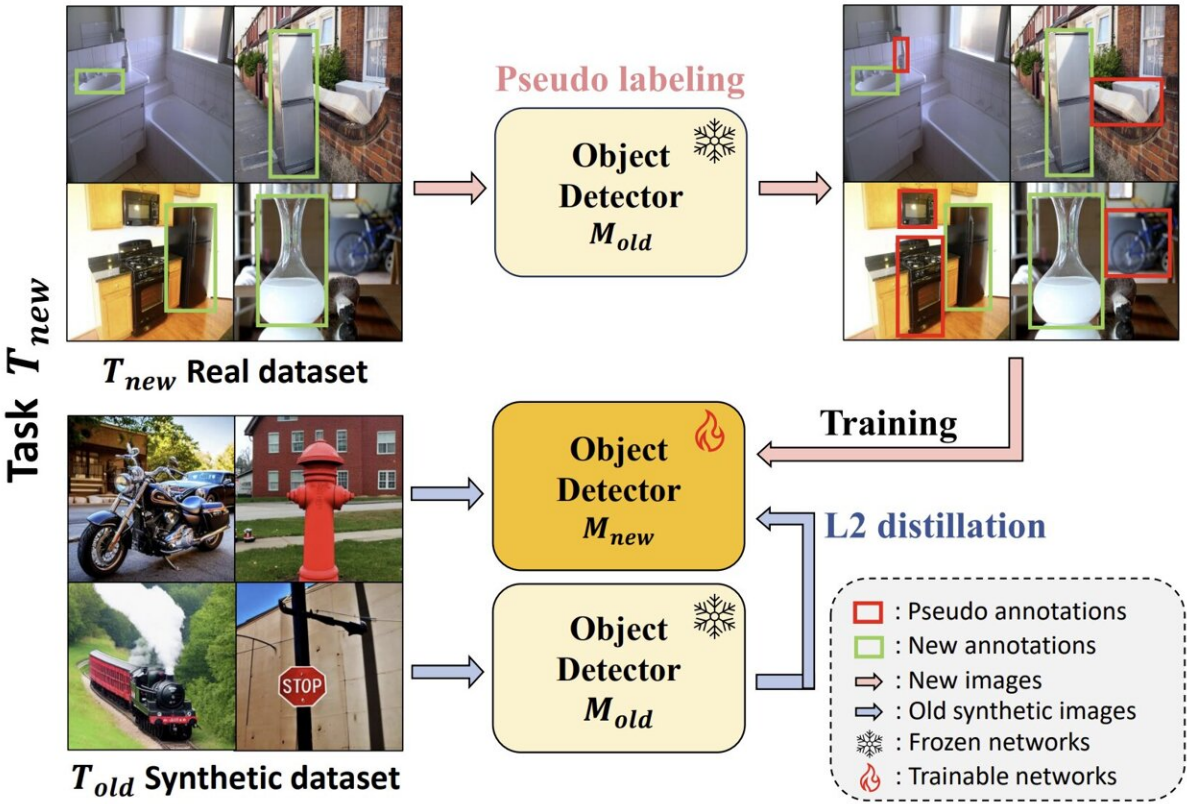 Task T_new
Pseudo labeling
Object
Detector
M_old
T_new Real dataset
Training
Object
Detector
M_new
L2 distillation
Object
Detector
M_old
STOP
T_old Synthetic dataset
: Pseudo annotations
: New annotations
: New images
: Old synthetic images
: Frozen networks
: Trainable networks